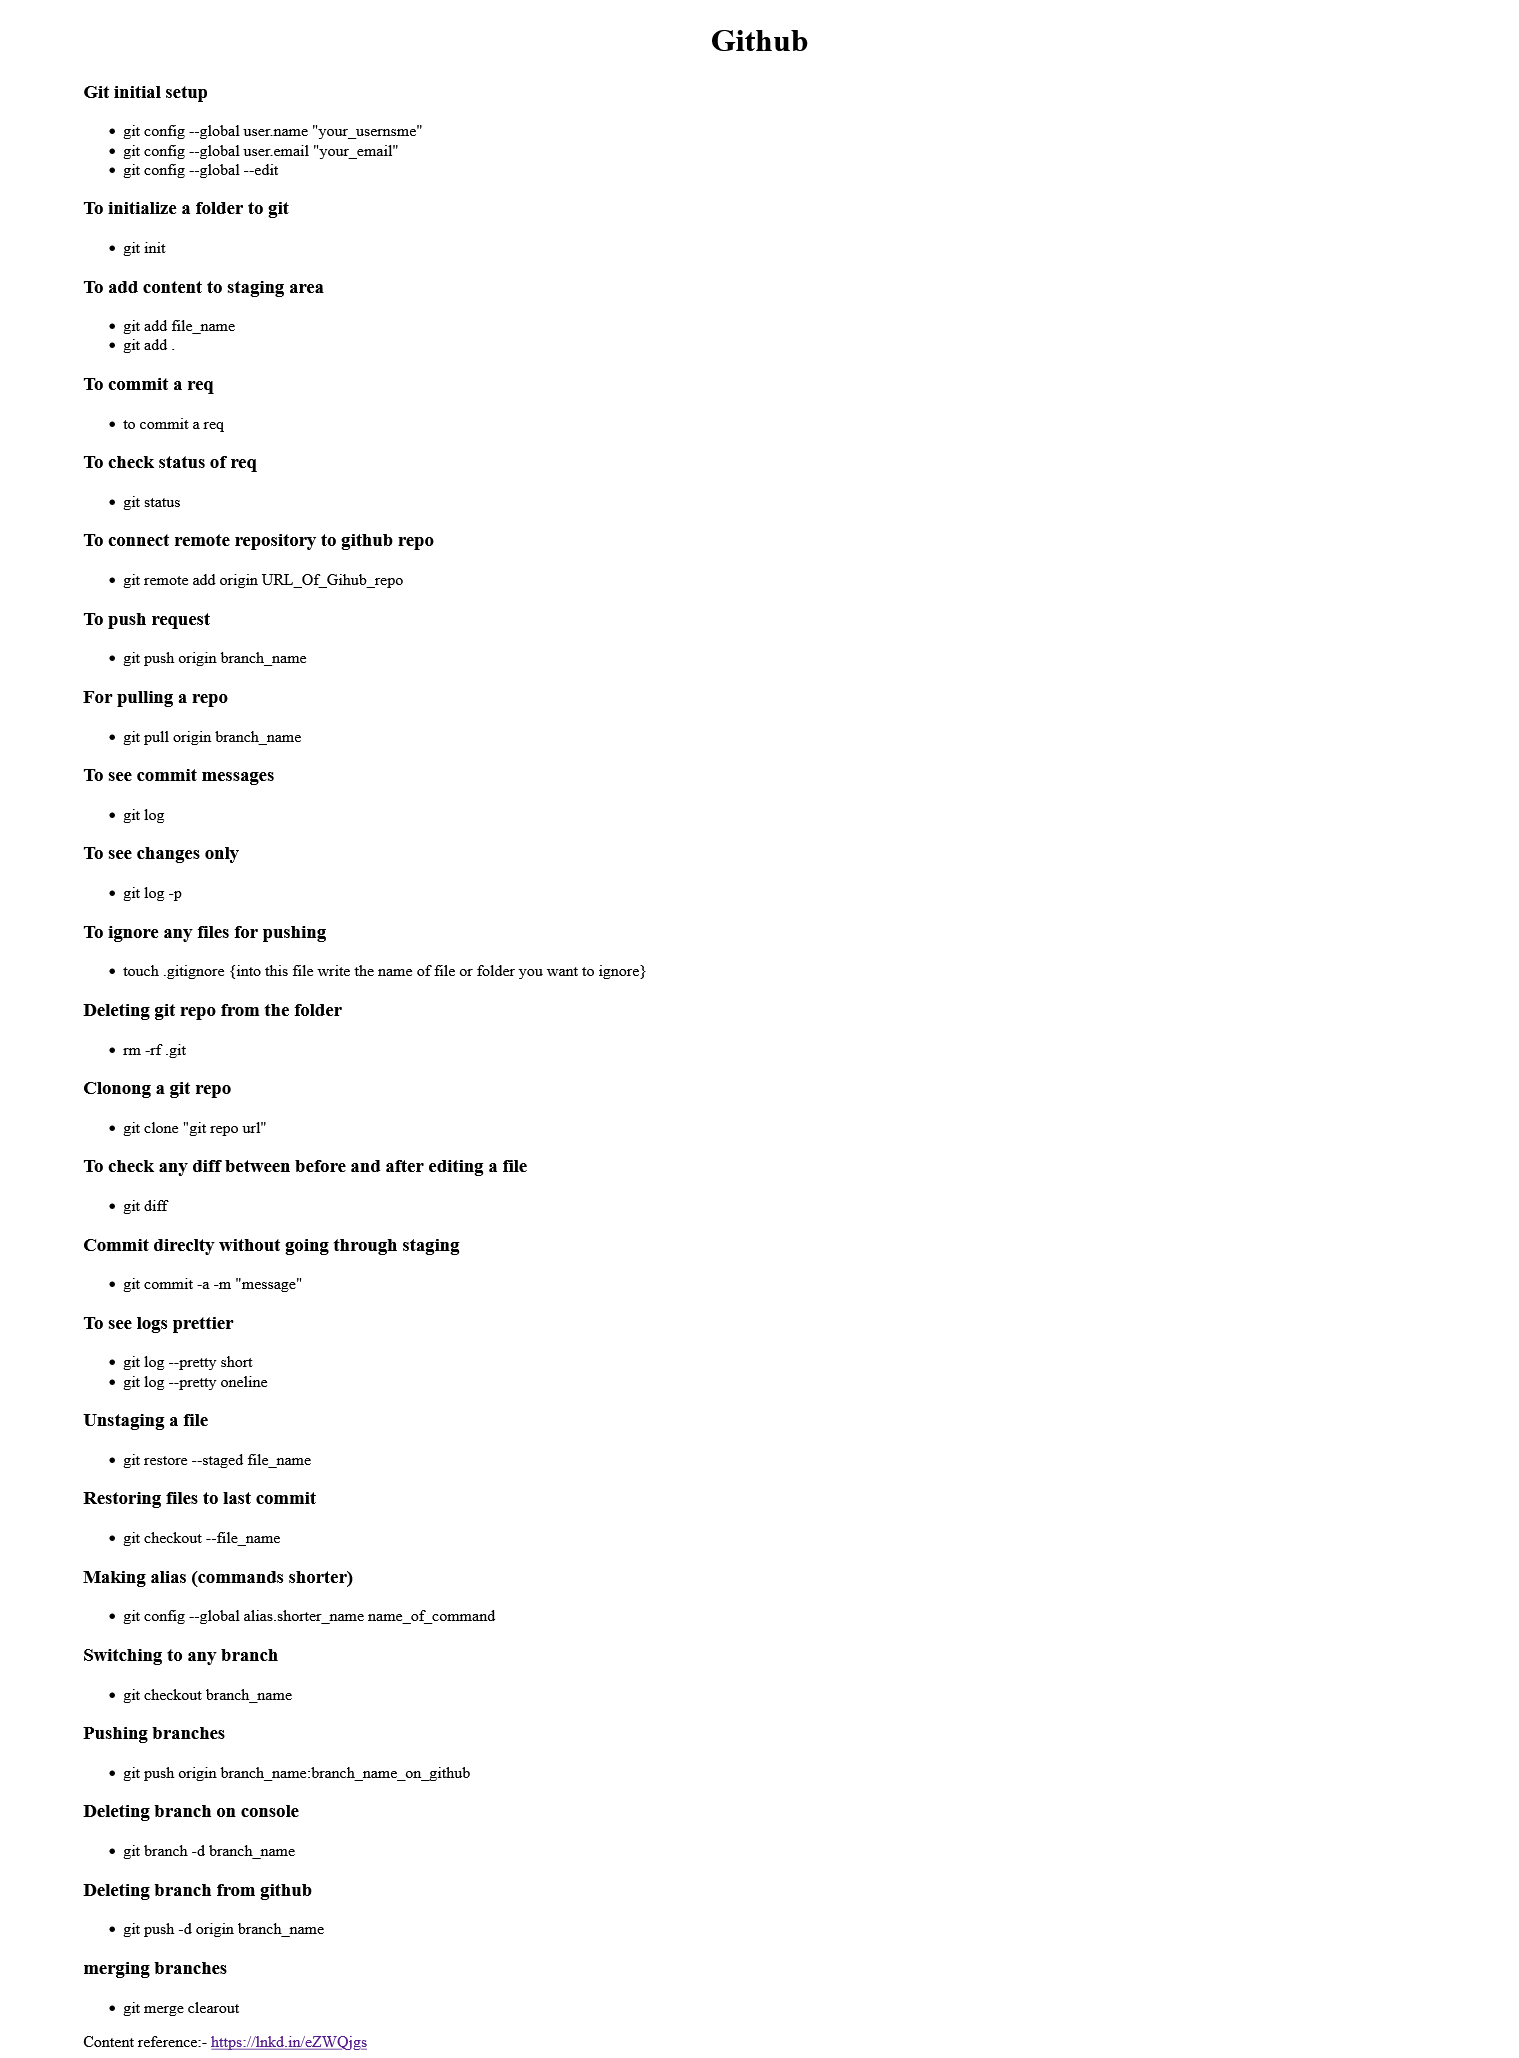 Github
Git initial setup
• git config --global user.name "your_usernsme"
• git config --global user.email "your_email"
• git config --global --edit
To initialize a folder to git
• git init
To add content to staging area
• git add file_name
• git add .
To commit a req
• to commit a req
To check status of req
• git status
To connect remote repository to github repo
• git remote add origin URL_Of_Gihub_repo
To push request
• git push origin branch_name
For pulling a repo
• git pull origin branch_name
To see commit messages
• git log
To see changes only
• git log -p
To ignore any files for pushing
• touch .gitignore {into this file write the name of file or folder you want to ignore}
Deleting git repo from the folder
• rm -rf .git
Clonong a git repo
• git clone "git repo url"
To check any diff between before and after editing a file
• git diff
Commit direclty without going through staging
• git commit -a -m "message"
To see logs prettier
• git log --pretty short
• git log --pretty oneline
Unstaging a file
• git restore --staged file_name
Restoring files to last commit
• git checkout --file_name
Making alias (commands shorter)
• git config --global alias.shorter_name name_of_command
Switching to any branch
• git checkout branch_name
Pushing branches
• git push origin branch_name:branch_name_on_github
Deleting branch on console
• git branch -d branch_name
Deleting branch from github
• git push -d origin branch_name
merging branches
• git merge clearout
Content reference:- https://lnkd.in/eZWQjgs